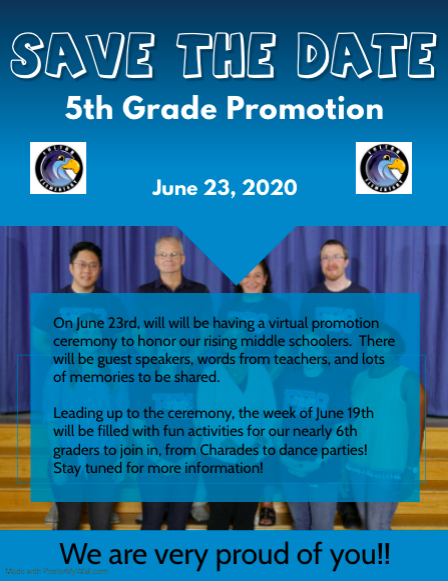 SAVE THE DATE
5th Grade Promotion
June 23, 2020
On June 23rd, will will be having a virtual promotion
ceremony to honor our rising middle schoolers. There
will be guest speakers, words from teachers, and lots
of memories to be shared.
Leading up to the ceremony, the week of June 19th
will be filled with fun activities for our nearly 6th
graders to join in, from Charades to dance parties!
Stay tuned for more information!
We are very proud of you!!
Made with PosterMyWall.com